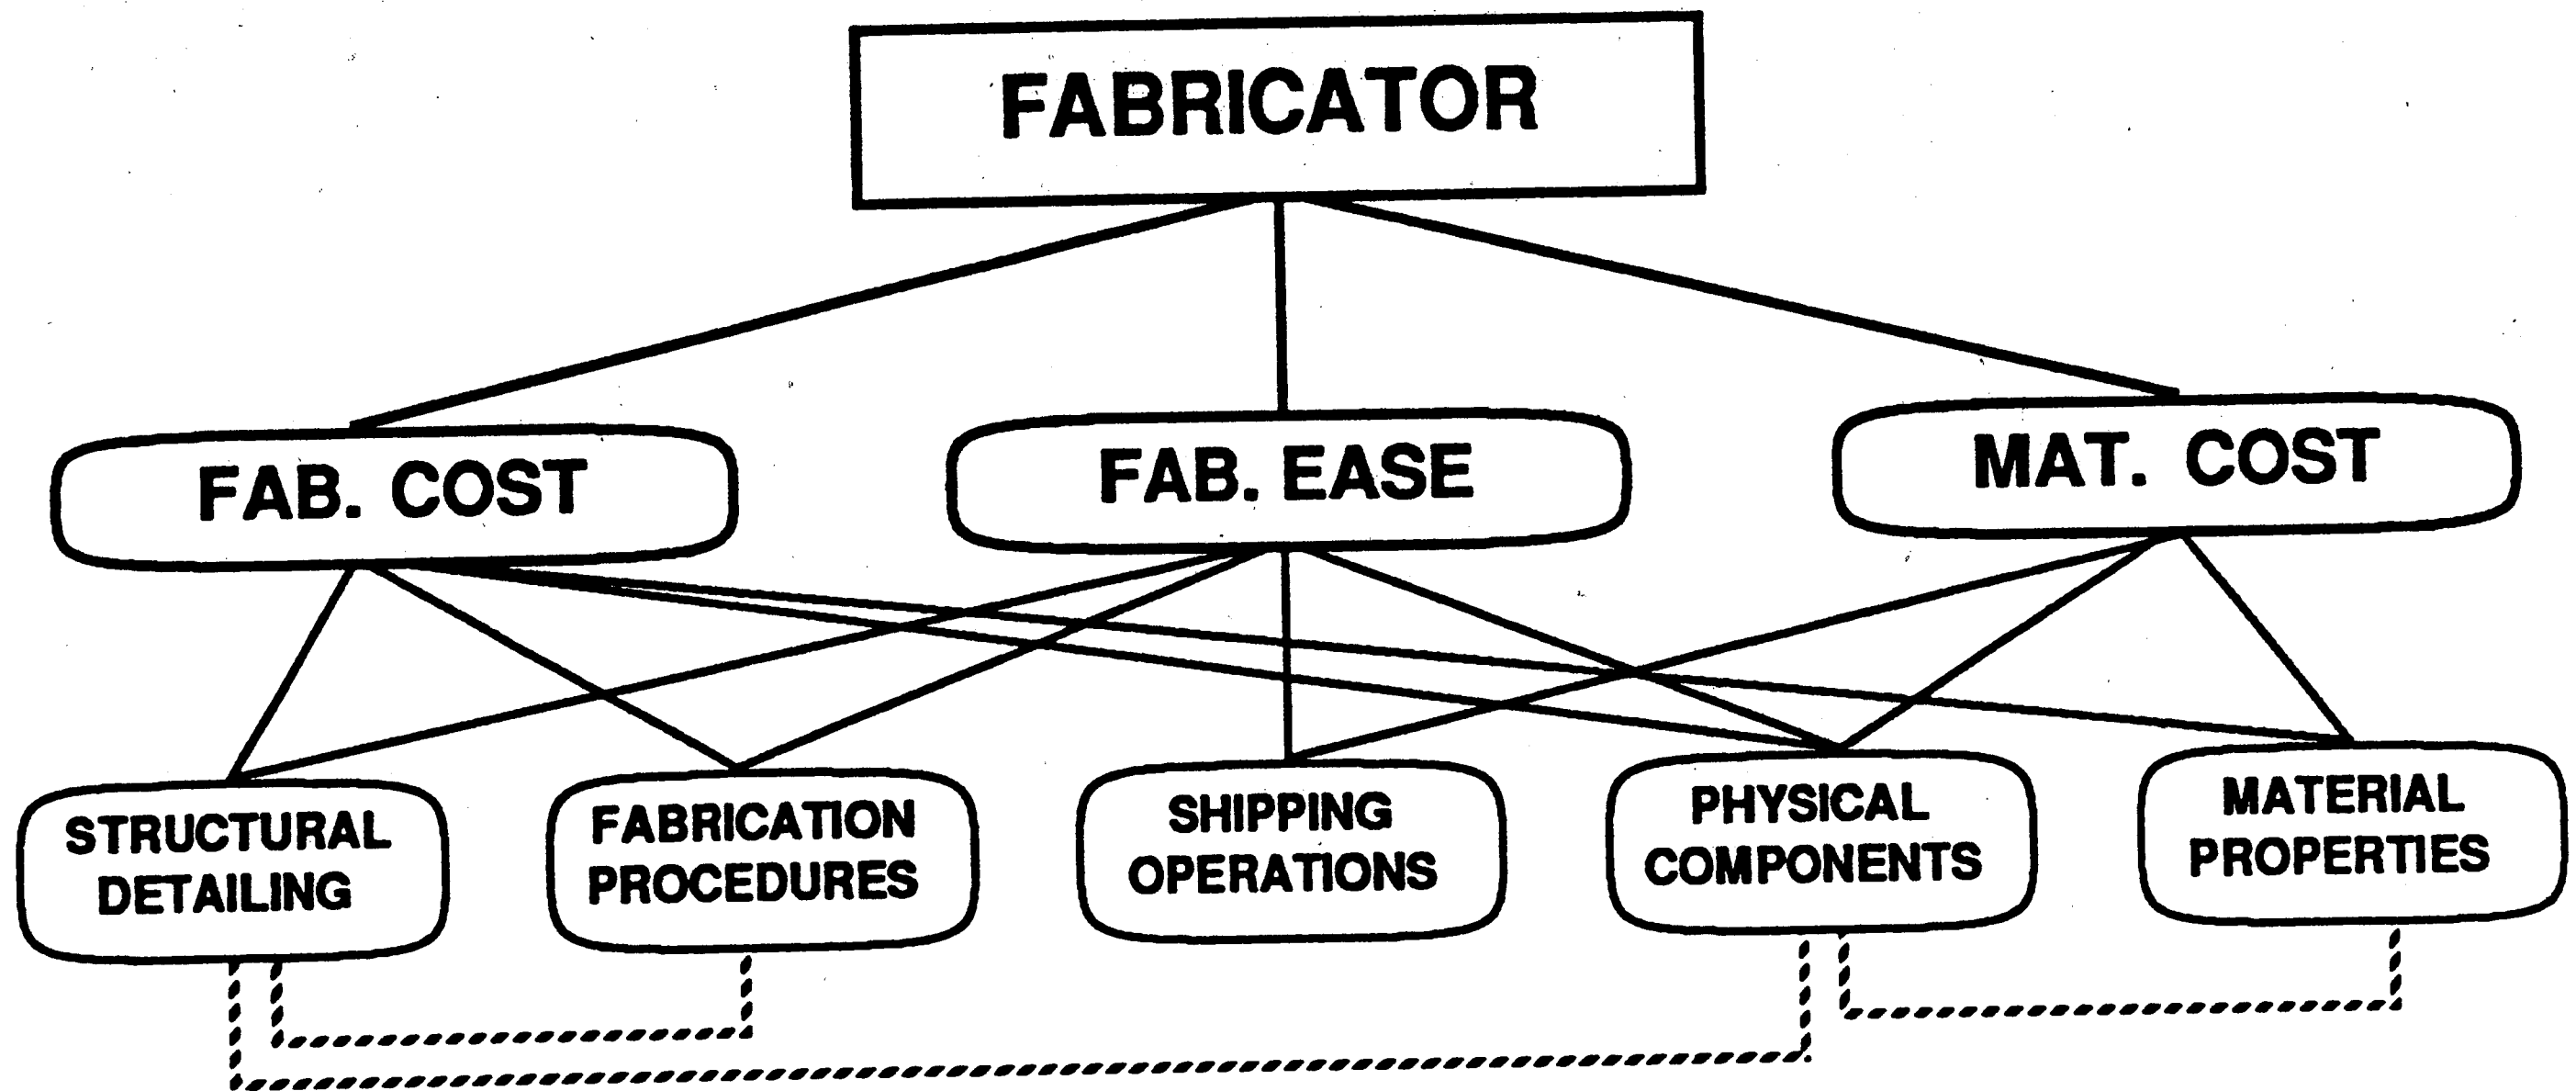 FABRICATOR
FAB. COST
FAB. EASE
MAT. COST
STRUCTURAL
DETAILING
FABRICATION
PROCEDURES
SHIPPING
OPERATIONS
PHYSICAL
COMPONENTS
MATERIAL
PROPERTIES